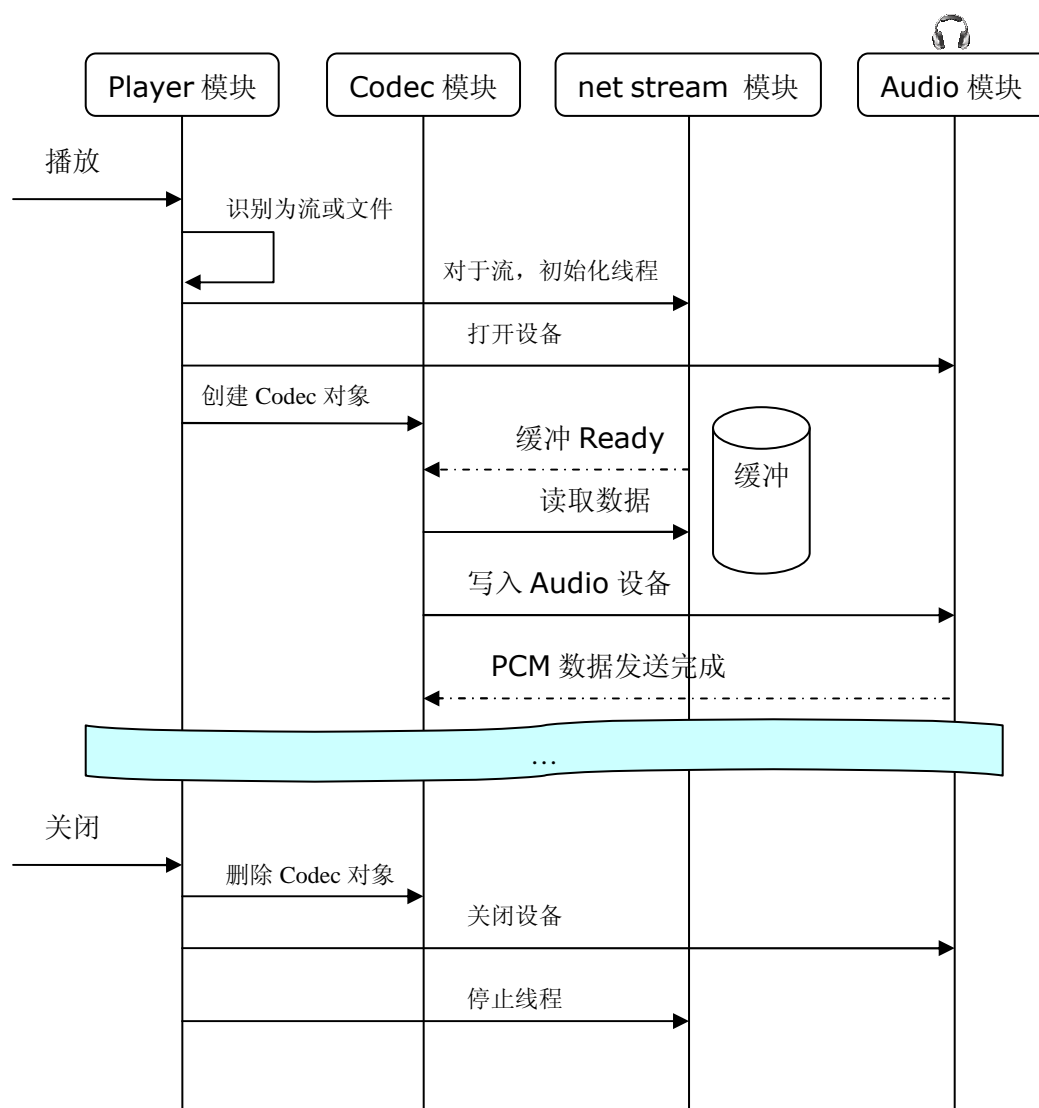 Player 模块
Codec 模块
net stream 模块
Audio 模块
播放
识别为流或文件
对于流，初始化线程
打开设备
创建 Codec 对象
缓冲 Ready
缓冲
读取数据
写入 Audio 设备
PCM 数据发送完成
…
关闭
删除 Codec 对象
关闭设备
停止线程